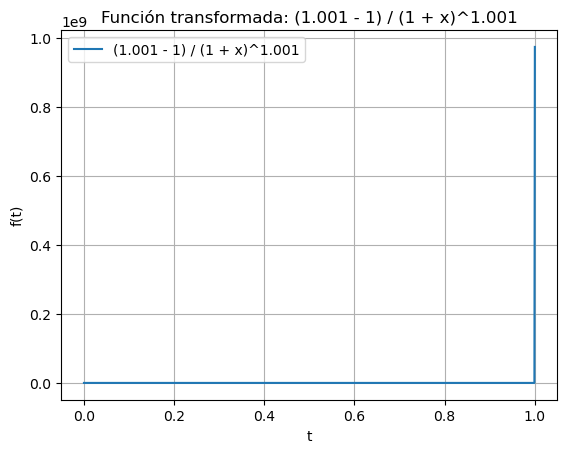 Función transformada: (1.001 - 1) / (1 + x)^1.001
1e9
(1.001 - 1) / (1 + x)^1.001
1.0
0.8
0.6
0.4
0.2
0.0
f(t)
0.0 0.2 0.4 0.6 0.8 1.0
t